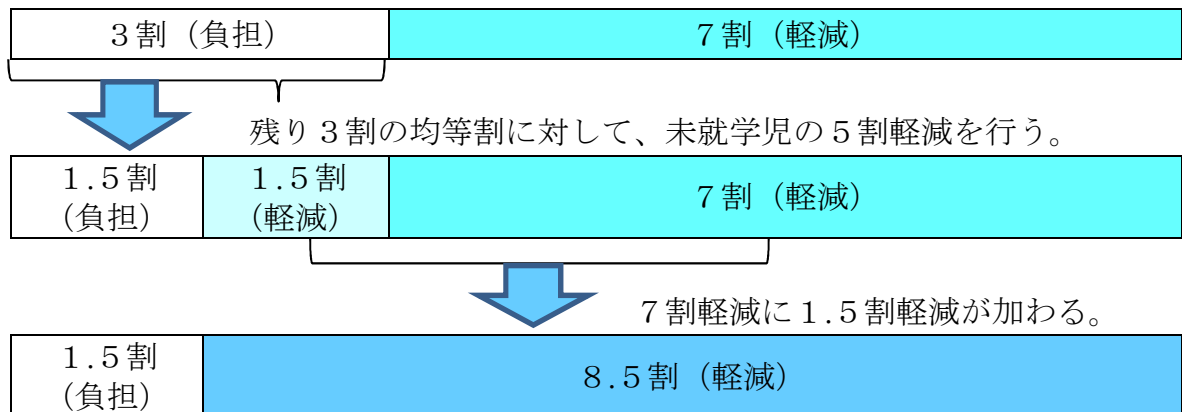 ３割（負担） ７割（軽減）
残り３割の均等割に対して、未就学児の５割軽減を行う。
１.５割
（負担）
１.５割
（軽減）
７割（軽減）
７割軽減に１.５割軽減が加わる。
１.５割
（負担）
８.５割（軽減）